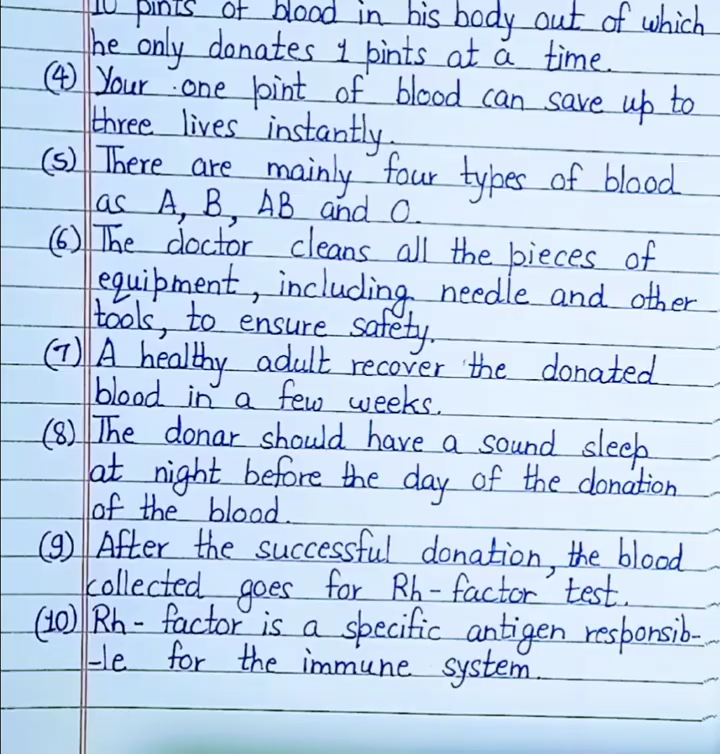 10 pints of blood in his body out of which
he only donates 1 pints at a time.
(4) Your one pint of blood can save up to
three lives instantly.
(5) There are mainly four types of blood
as A, B, AB and O.
(6) The doctor cleans all the pieces of
equipment, including needle and other
tools, to ensure safety.
(7) A healthy adult recover the donated
blood in a few weeks.
(8) The donar should have a sound sleep
at night before the day of the donation
of the blood.
(9) After the successful donation, the blood
collected goes for Rh-factor test.
(10) Rh-factor is a specific antigen responsib-
-le for the immune system.